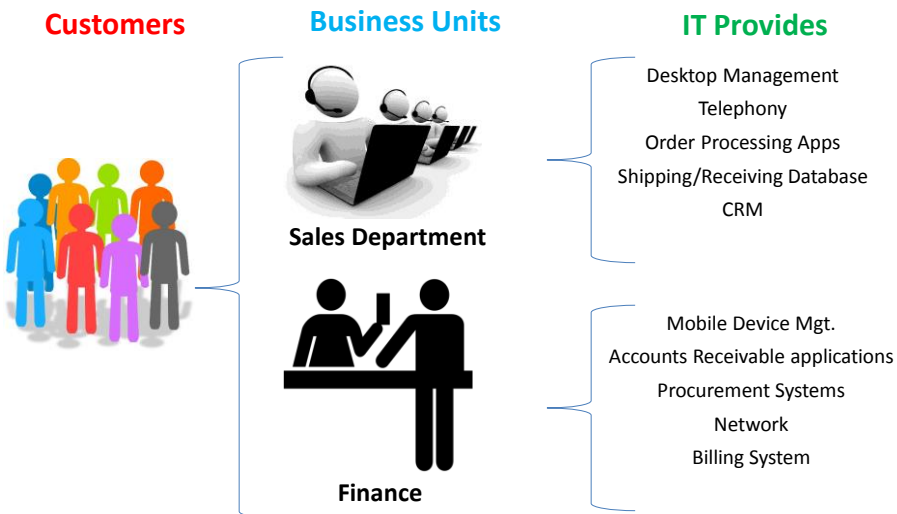 Customers
Business Units
IT Provides
Desktop Management
Telephony
Order Processing Apps
Shipping/Receiving Database
CRM
Sales Department
Mobile Device Mgt.
Accounts Receivable applications
Procurement Systems
Network
Billing System
Finance